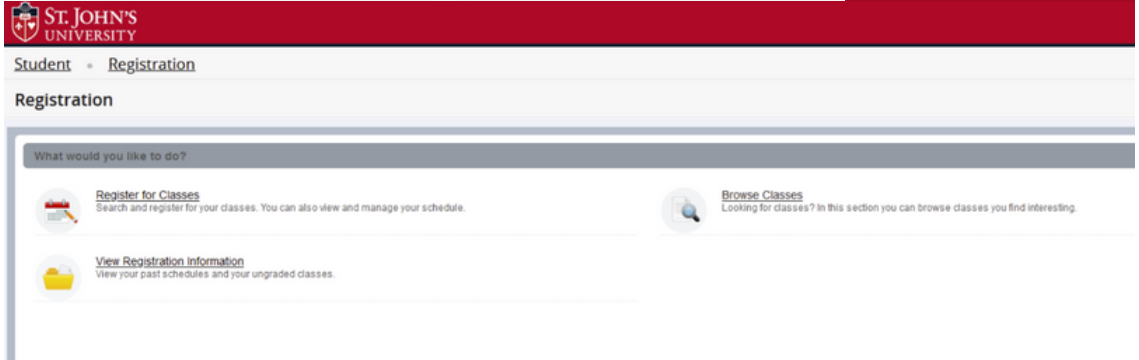 ST. JOHN'S
UNIVERSITY
Student • Registration
Registration
What would you like to do?
Register for Classes
Search and register for your classes. You can also view and manage your schedule.
Browse Classes
Looking for classes? In this section you can browse classes you find interesting.
View Registration Information
View your past schedules and your ungraded classes.